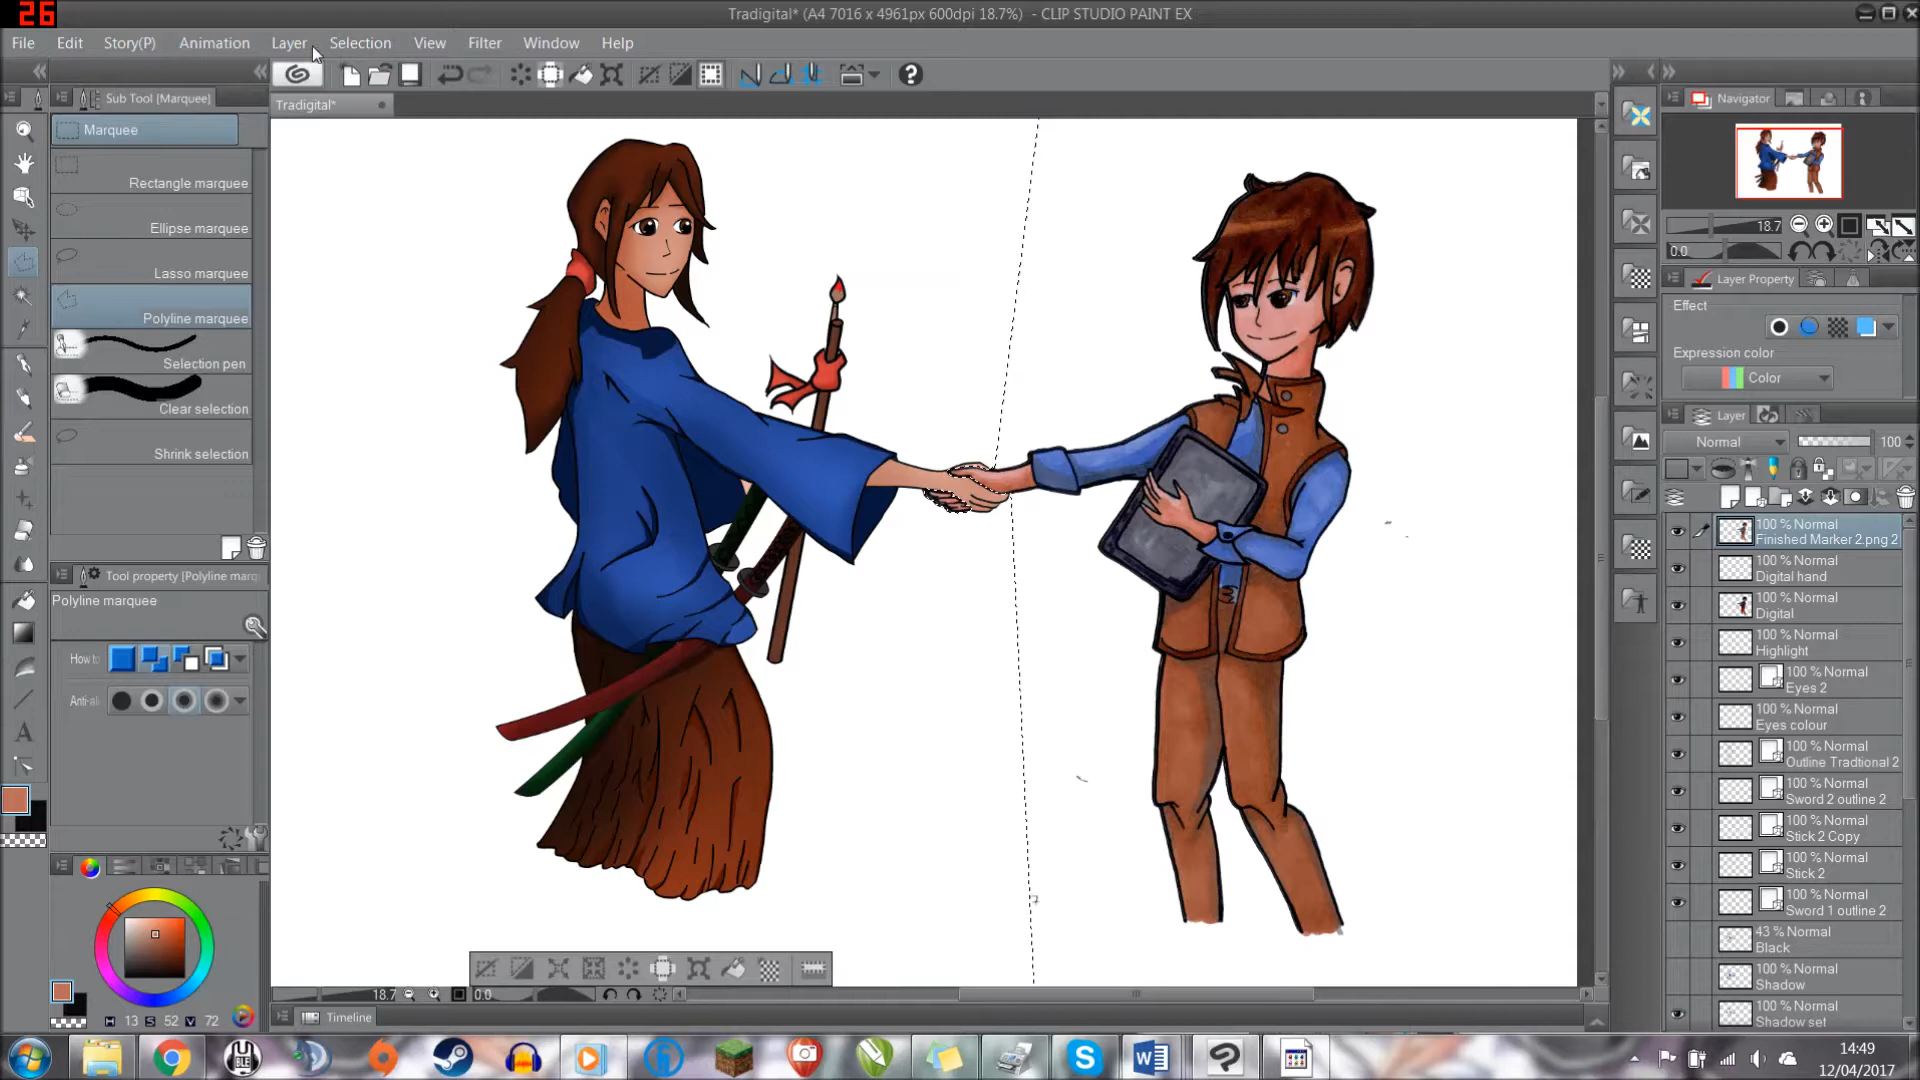 26
Tradigital* (A4 7016 x 4961px 600dpi 18.7%) - CLIP STUDIO PAINT EX
File Edit Story(P) Animation Layer Selection View Filter Window Help
Sub Tool [Marquee]
Tradigital*
Navigator
Marquee
Rectangle marquee
Ellipse marquee
Lasso marquee
Polyline marquee
Selection pen
Clear selection
Shrink selection
18.7
0.0
Layer Property
Effect
Expression color
Color
Layer
Normal 100
100 % Normal
Finished Marker 2.png 2
100 % Normal
Digital hand
100 % Normal
Digital
100 % Normal
Highlight
100 % Normal
Eyes 2
100 % Normal
Eyes colour
100 % Normal
Outline Tradtional 2
100 % Normal
Sword 2 outline 2
100 % Normal
Stick 2 Copy
100 % Normal
Stick 2
100 % Normal
Sword 1 outline 2
43 % Normal
Black
100 % Normal
Shadow
100 % Normal
Shadow set
Tool property [Polyline marq
Polyline marquee
How to
Anti-al
H 13 S 52 V 72
18.7 0.0
Timeline
14:49
12/04/2017